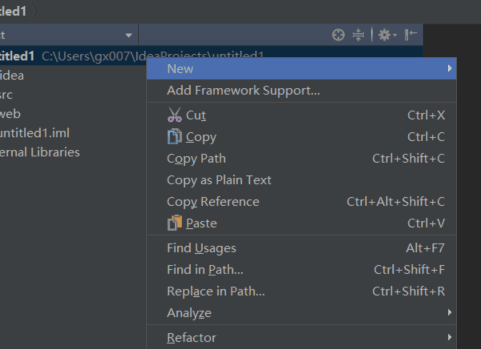 tled1
ct
titled1 C:\Users\gx007\IdeaProjects\untitled1
idea
src
web
untitled1.iml
ernal Libraries
New
Add Framework Support...
Cut Ctrl+X
Copy Ctrl+C
Copy Path Ctrl+Shift+C
Copy as Plain Text
Copy Reference Ctrl+Alt+Shift+C
Paste Ctrl+V
Find Usages Alt+F7
Find in Path... Ctrl+Shift+F
Replace in Path... Ctrl+Shift+R
Analyze
Refactor